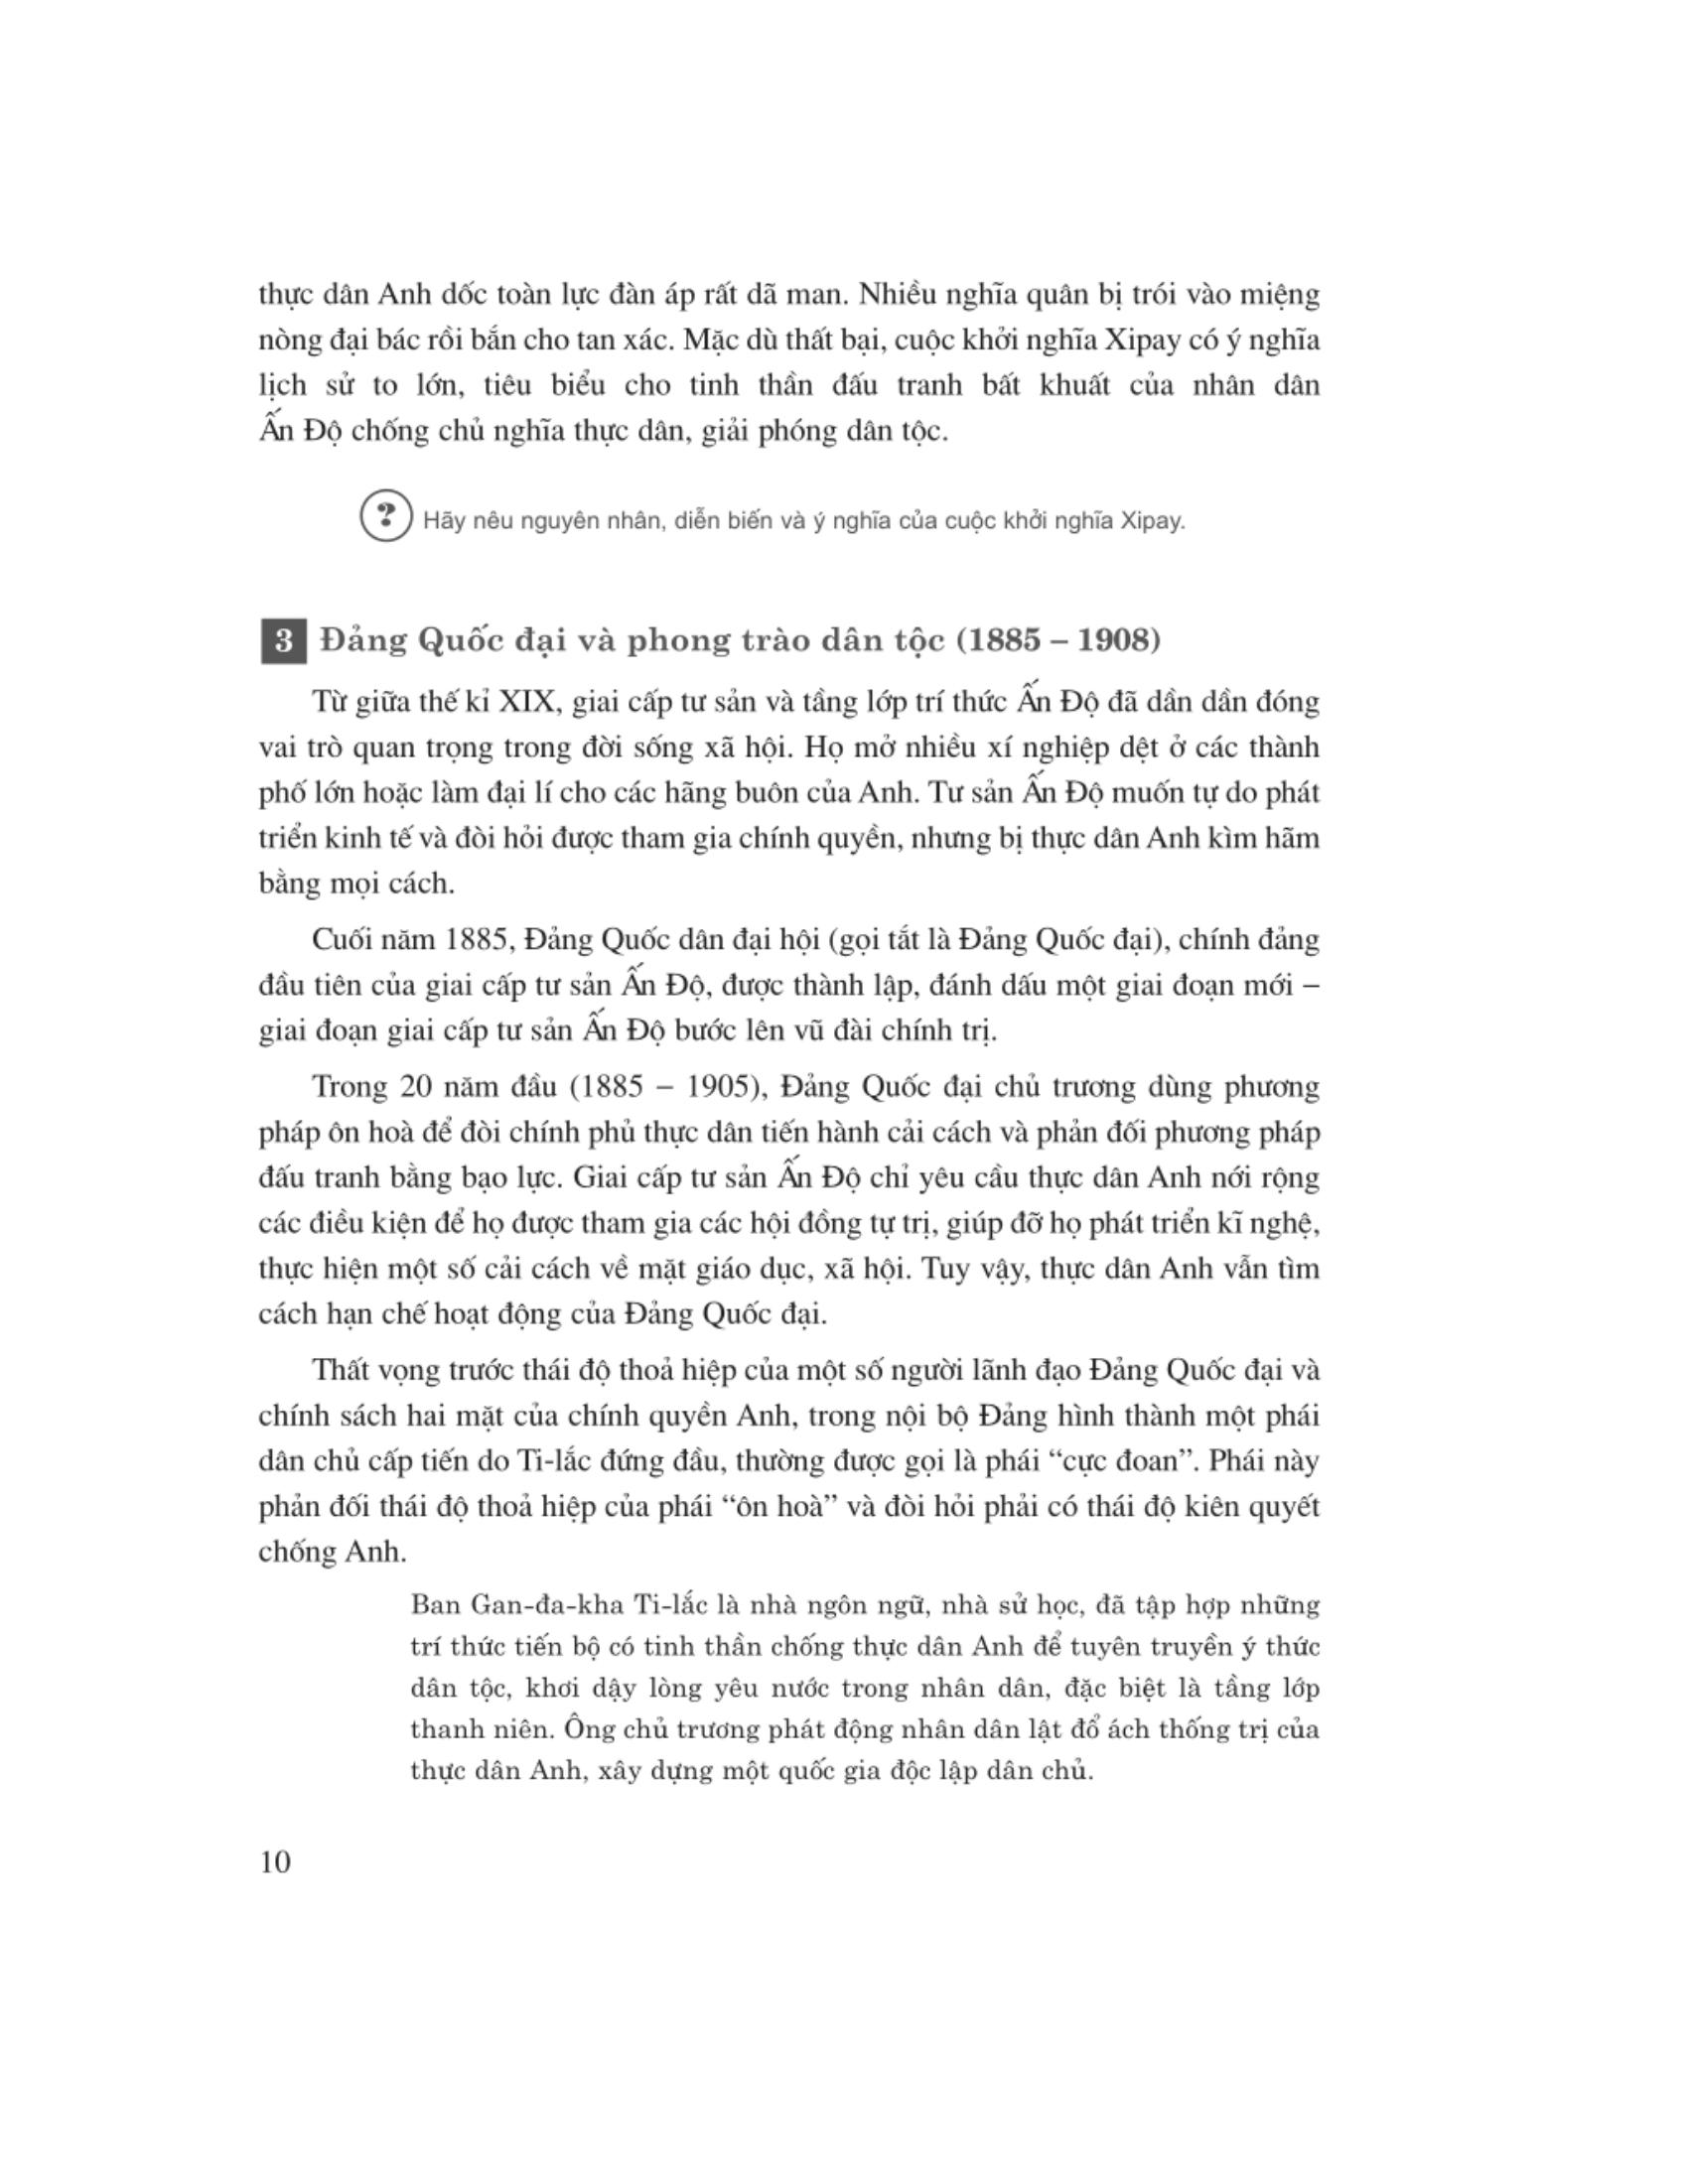 thực dân Anh dốc toàn lực đàn áp rất dã man. Nhiều nghĩa quân bị trói vào miệng
nòng đại bác rồi bắn cho tan xác. Mặc dù thất bại, cuộc khởi nghĩa Xipay có ý nghĩa
lịch sử to lớn, tiêu biểu cho tinh thần đấu tranh bất khuất của nhân dân
Ấn Độ chống chủ nghĩa thực dân, giải phóng dân tộc.
? Hãy nêu nguyên nhân, diễn biến và ý nghĩa của cuộc khởi nghĩa Xipay.
3 Đảng Quốc đại và phong trào dân tộc (1885 – 1908)
Từ giữa thế kỉ XIX, giai cấp tư sản và tầng lớp trí thức Ấn Độ đã dần dần đóng
vai trò quan trọng trong đời sống xã hội. Họ mở nhiều xí nghiệp dệt ở các thành
phố lớn hoặc làm đại lí cho các hãng buôn của Anh. Tư sản Ấn Độ muốn tự do phát
triển kinh tế và đòi hỏi được tham gia chính quyền, nhưng bị thực dân Anh kìm hãm
bằng mọi cách.
Cuối năm 1885, Đảng Quốc dân đại hội (gọi tắt là Đảng Quốc đại), chính đảng
đầu tiên của giai cấp tư sản Ấn Độ, được thành lập, đánh dấu một giai đoạn mới –
giai đoạn giai cấp tư sản Ấn Độ bước lên vũ đài chính trị.
Trong 20 năm đầu (1885 – 1905), Đảng Quốc đại chủ trương dùng phương
pháp ôn hoà để đòi chính phủ thực dân tiến hành cải cách và phản đối phương pháp
đấu tranh bằng bạo lực. Giai cấp tư sản Ấn Độ chỉ yêu cầu thực dân Anh nới rộng
các điều kiện để họ được tham gia các hội đồng tự trị, giúp đỡ họ phát triển kĩ nghệ,
thực hiện một số cải cách về mặt giáo dục, xã hội. Tuy vậy, thực dân Anh vẫn tìm
cách hạn chế hoạt động của Đảng Quốc đại.
Thất vọng trước thái độ thoả hiệp của một số người lãnh đạo Đảng Quốc đại và
chính sách hai mặt của chính quyền Anh, trong nội bộ Đảng hình thành một phái
dân chủ cấp tiến do Ti-lắc đứng đầu, thường được gọi là phái “cực đoan”. Phái này
phản đối thái độ thoả hiệp của phái “ôn hoà” và đòi hỏi phải có thái độ kiên quyết
chống Anh.
Ban Gan-đa-kha Ti-lắc là nhà ngôn ngữ, nhà sử học, đã tập hợp những
trí thức tiến bộ có tinh thần chống thực dân Anh để tuyên truyền ý thức
dân tộc, khơi dậy lòng yêu nước trong nhân dân, đặc biệt là tầng lớp
thanh niên. Ông chủ trương phát động nhân dân lật đổ ách thống trị của
thực dân Anh, xây dựng một quốc gia độc lập dân chủ.
10